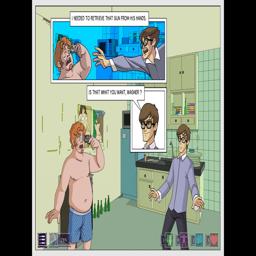 I NEEDED TO RETRIEVE THAT GUN FROM HIS HANDS.
IS THAT WHAT YOU WANT, WAGNER ?